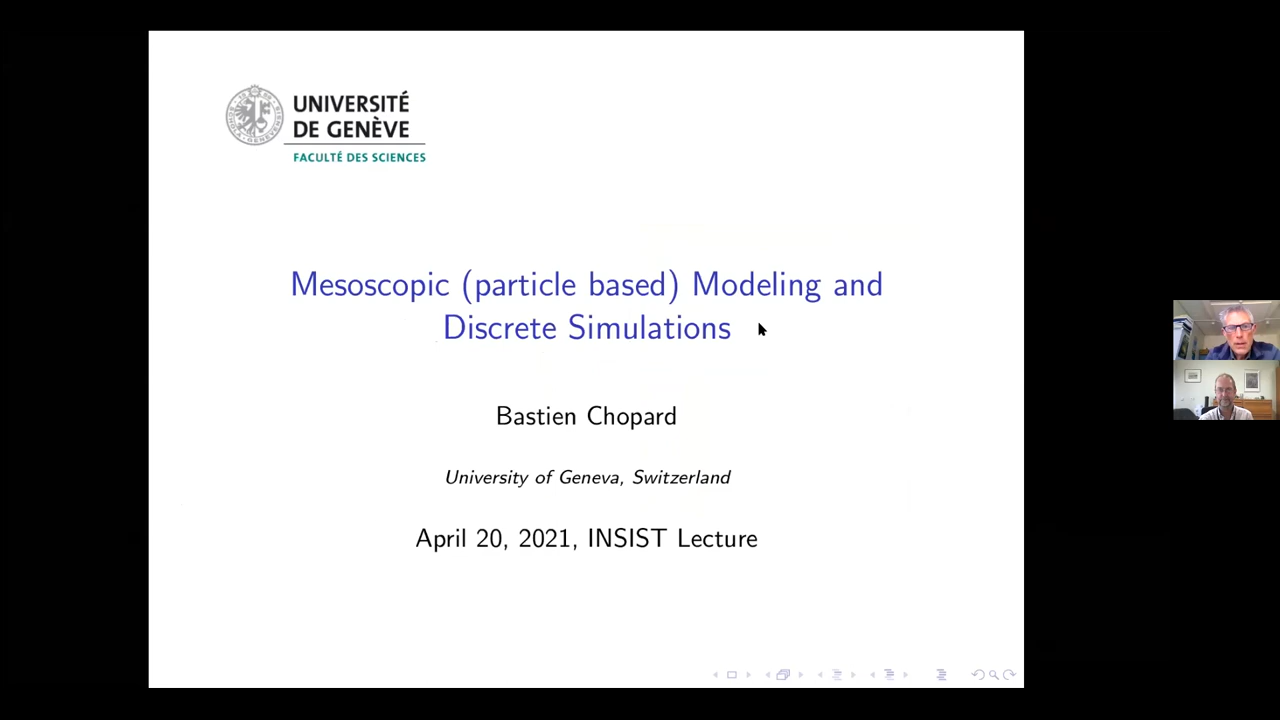 UNIVERSITÉ
DE GENÈVE
FACULTÉ DES SCIENCES
Mesoscopic (particle based) Modeling and
Discrete Simulations
Bastien Chopard
University of Geneva, Switzerland
April 20, 2021, INSIST Lecture